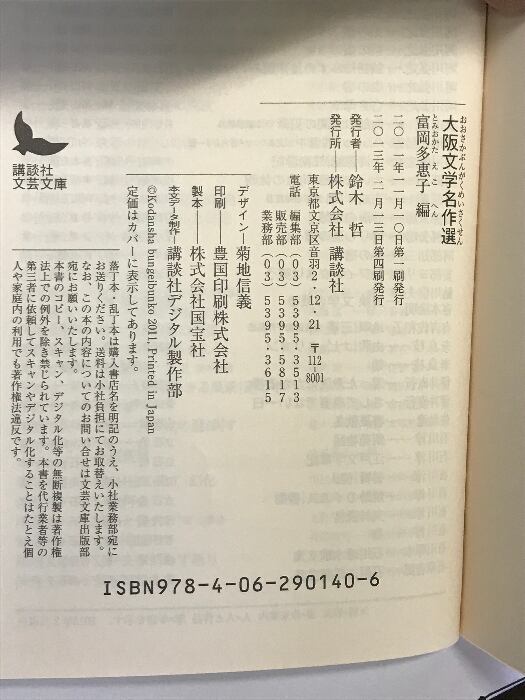 おおさかぶんがくめいさくせん
大阪文学名作選
とみおかたえこ へん
富岡多惠子 編
二〇一一年一一月一〇日第一刷発行
二〇一三年 二月一三日第四刷発行
発行者―鈴木 哲
発行所―株式会社 講談社
東京都文京区音羽2・12・21 〒112-8001
電話 編集部 (03) 5395・3513
販売部 (03) 5395・5817
業務部 (03) 5395・3615
デザイン―菊地信義
印刷―豊国印刷株式会社
製本―株式会社国宝社
本文データ制作―講談社デジタル製作部
©Kodansha bungeibunko 2011, Printed in Japan
定価はカバーに表示してあります。
落丁本・乱丁本は購入書店名を明記のうえ、小社業務部宛に
お送りください。送料は小社負担にてお取替えいたします。
なお、この本の内容についてのお問い合せは文芸文庫出版部
宛にお願いいたします。
本書のコピー、スキャン、デジタル化等の無断複製は著作権
法上での例外を除き禁じられています。本書を代行業者等の
第三者に依頼してスキャンやデジタル化することはたとえ個
人や家庭内の利用でも著作権法違反です。
講談社
文芸文庫
ISBN978-4-06-290140-6